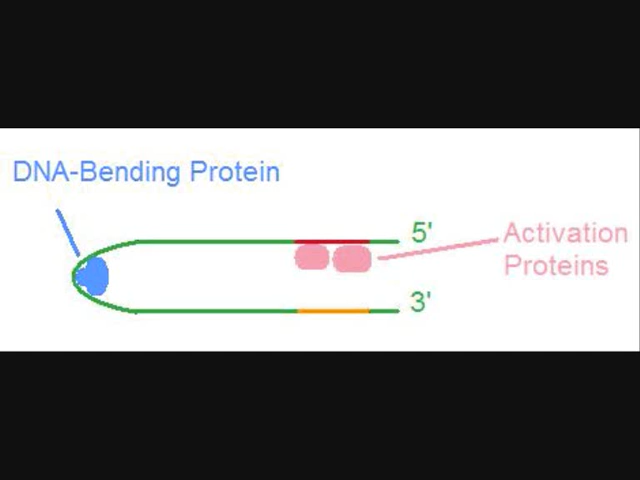 DNA-Bending Protein
5'
Activation
Proteins
3'